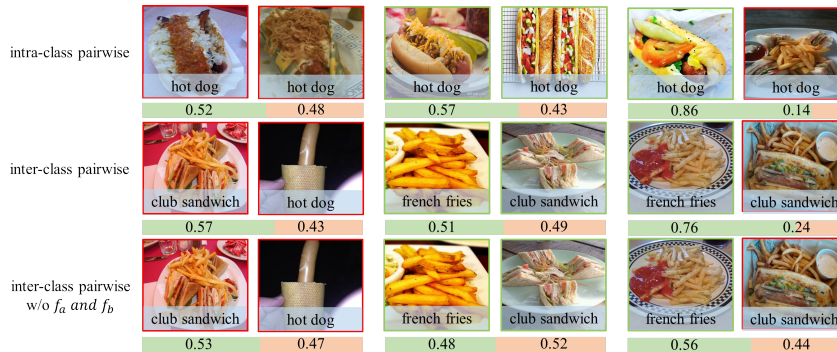 intra-class pairwise
hot dog hot dog hot dog hot dog hot dog hot dog
0.52 0.48 0.57 0.43 0.86 0.14
inter-class pairwise
club sandwich hot dog french fries club sandwich french fries club sandwich
0.57 0.43 0.51 0.49 0.76 0.24
inter-class pairwise
w/o f_a and f_b
club sandwich hot dog french fries club sandwich french fries club sandwich
0.53 0.47 0.48 0.52 0.56 0.44